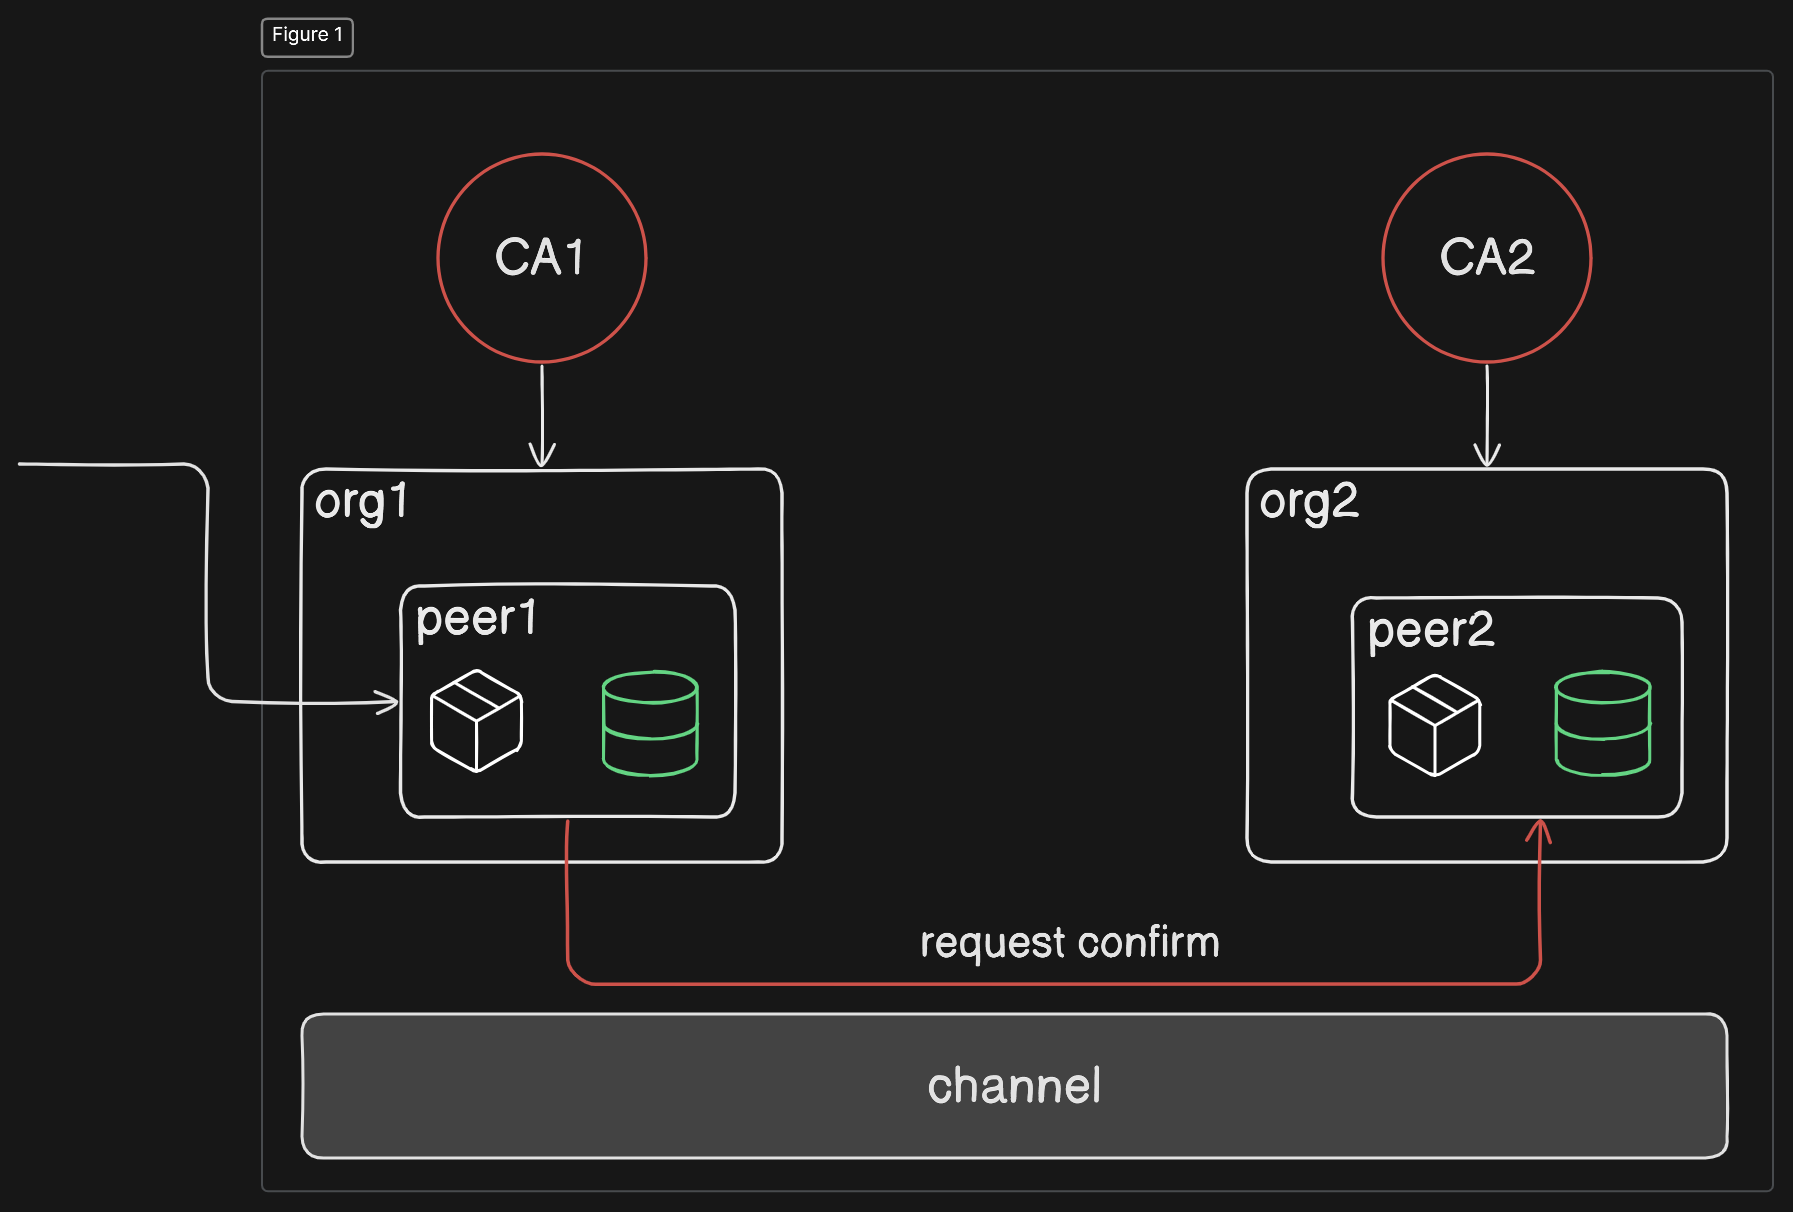 Figure 1
CA1
CA2
org1
org2
peer1
peer2
request confirm
channel